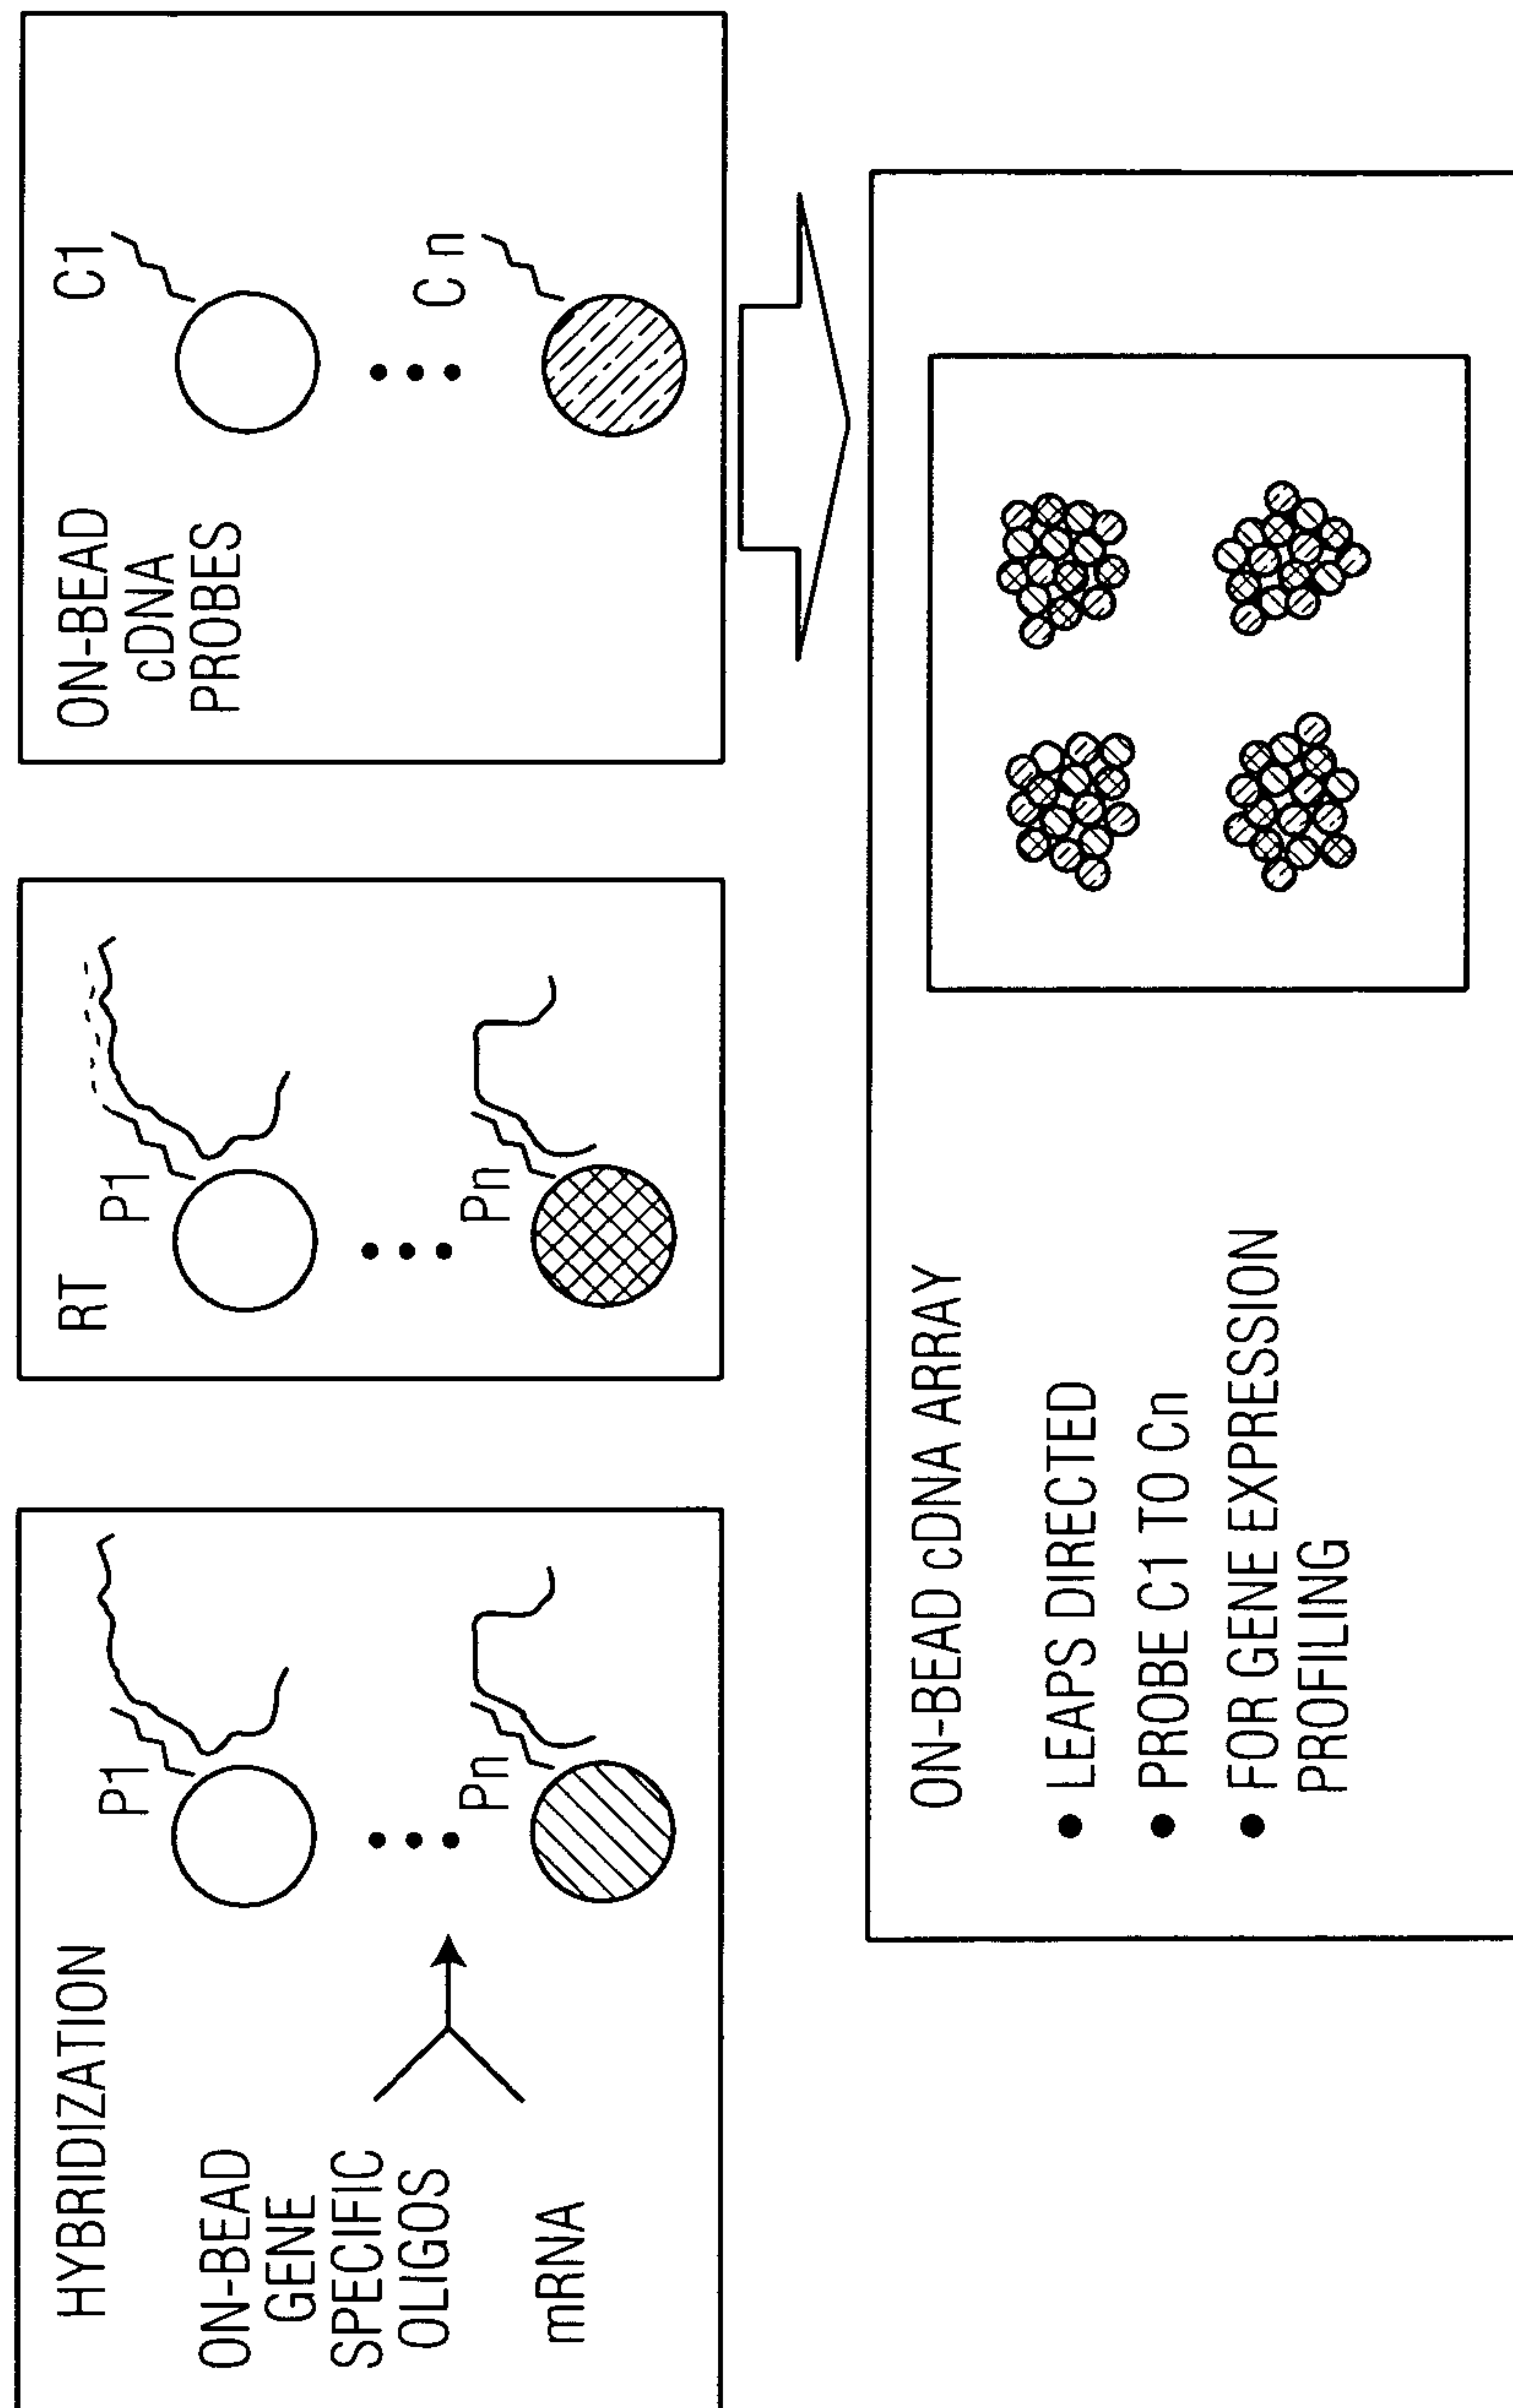 HYBRIDIZATION
ON-BEAD
GENE
SPECIFIC
OLIGOS
mRNA
P1
Pn
RT
P1
Pn
ON-BEAD
cDNA
PROBES
C1
C n
ON-BEAD cDNA ARRAY
● LEAPS DIRECTED
● PROBE C1 TO Cn
● FOR GENE EXPRESSION
PROFILING